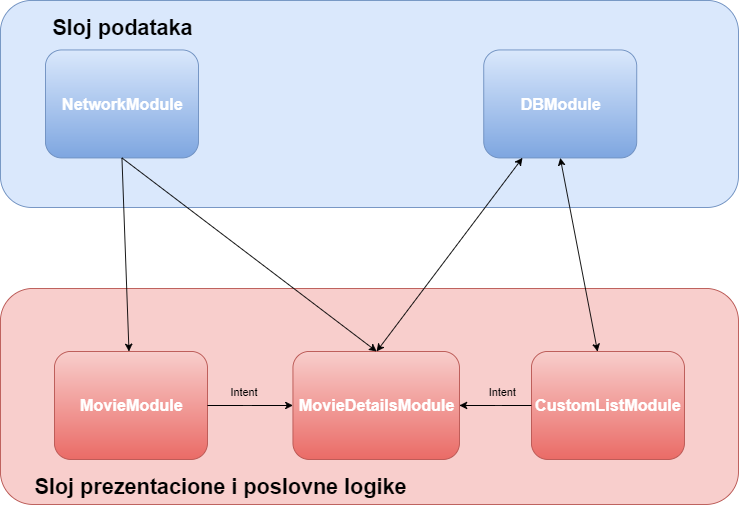 Sloj podataka
NetworkModule
DBModule
MovieModule
Intent
MovieDetailsModule
Intent
CustomListModule
Sloj prezentacione i poslovne logike